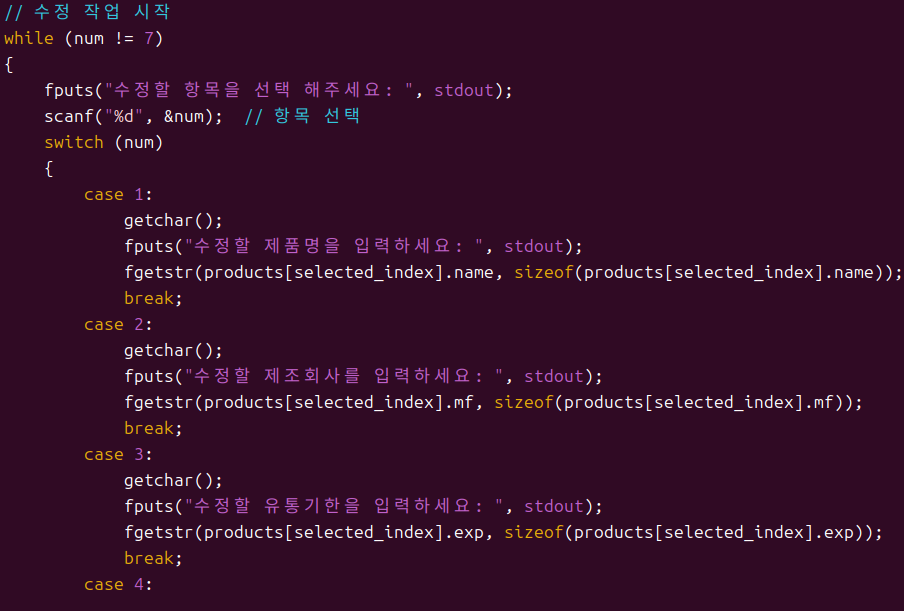 // 수정 작업 시작
while (num != 7)
{
    fputs("수정할 항목을 선택 해주세요: ", stdout);
    scanf("%d", &num);  // 항목 선택
    switch (num)
    {
        case 1:
            getchar();
            fputs("수정할 제품명을 입력하세요: ", stdout);
            fgetstr(products[selected_index].name, sizeof(products[selected_index].name));
            break;
        case 2:
            getchar();
            fputs("수정할 제조회사를 입력하세요: ", stdout);
            fgetstr(products[selected_index].mf, sizeof(products[selected_index].mf));
            break;
        case 3:
            getchar();
            fputs("수정할 유통기한을 입력하세요: ", stdout);
            fgetstr(products[selected_index].exp, sizeof(products[selected_index].exp));
            break;
        case 4: